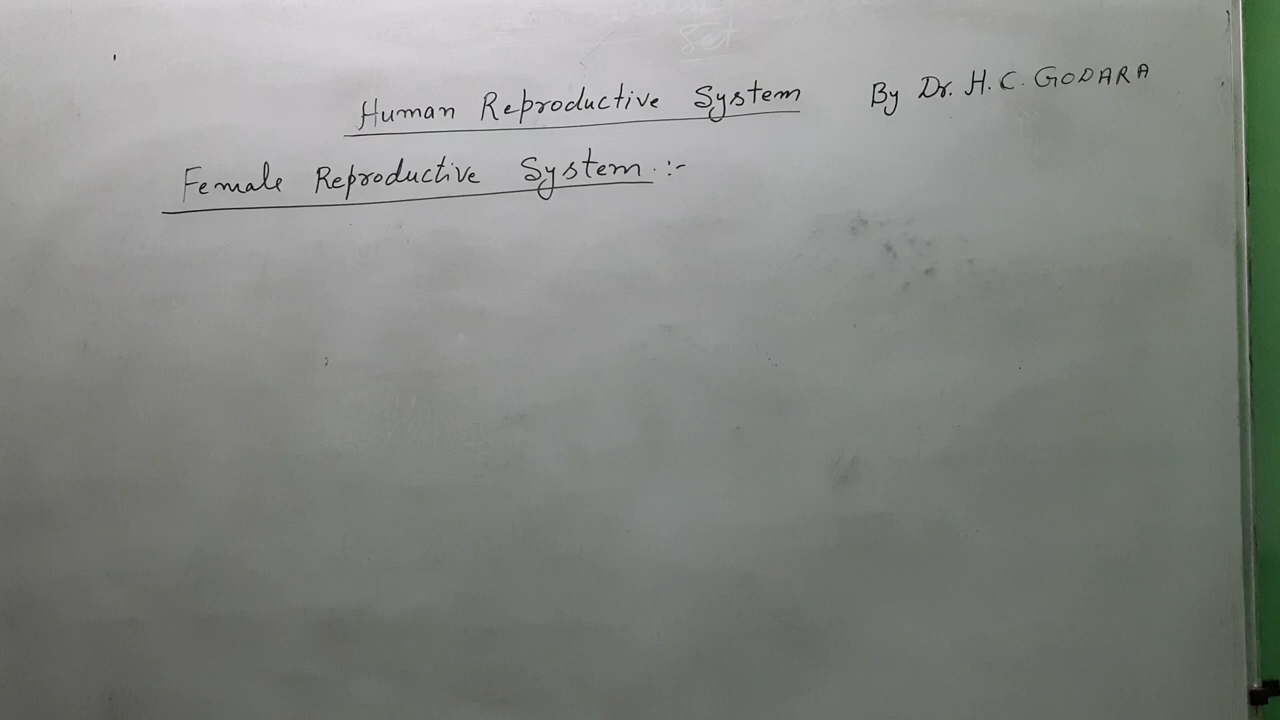 Human Reproductive System By Dr. H. C. GODARA
Female Reproductive System :-